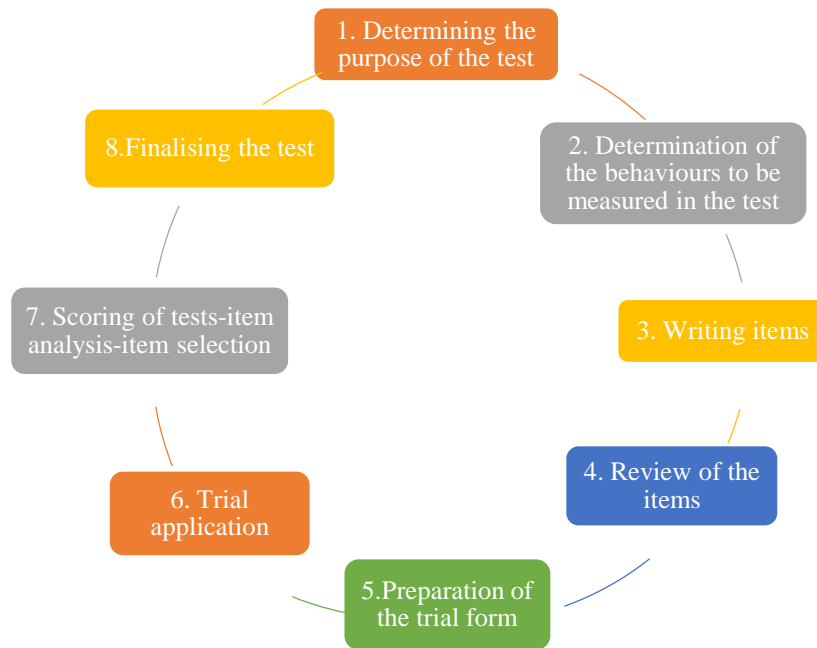 1. Determining the
purpose of the test
2. Determination of
the behaviours to be
measured in the test
3. Writing items
4. Review of the
items
5.Preparation of
the trial form
6. Trial
application
7. Scoring of tests-item
analysis-item selection
8.Finalising the test